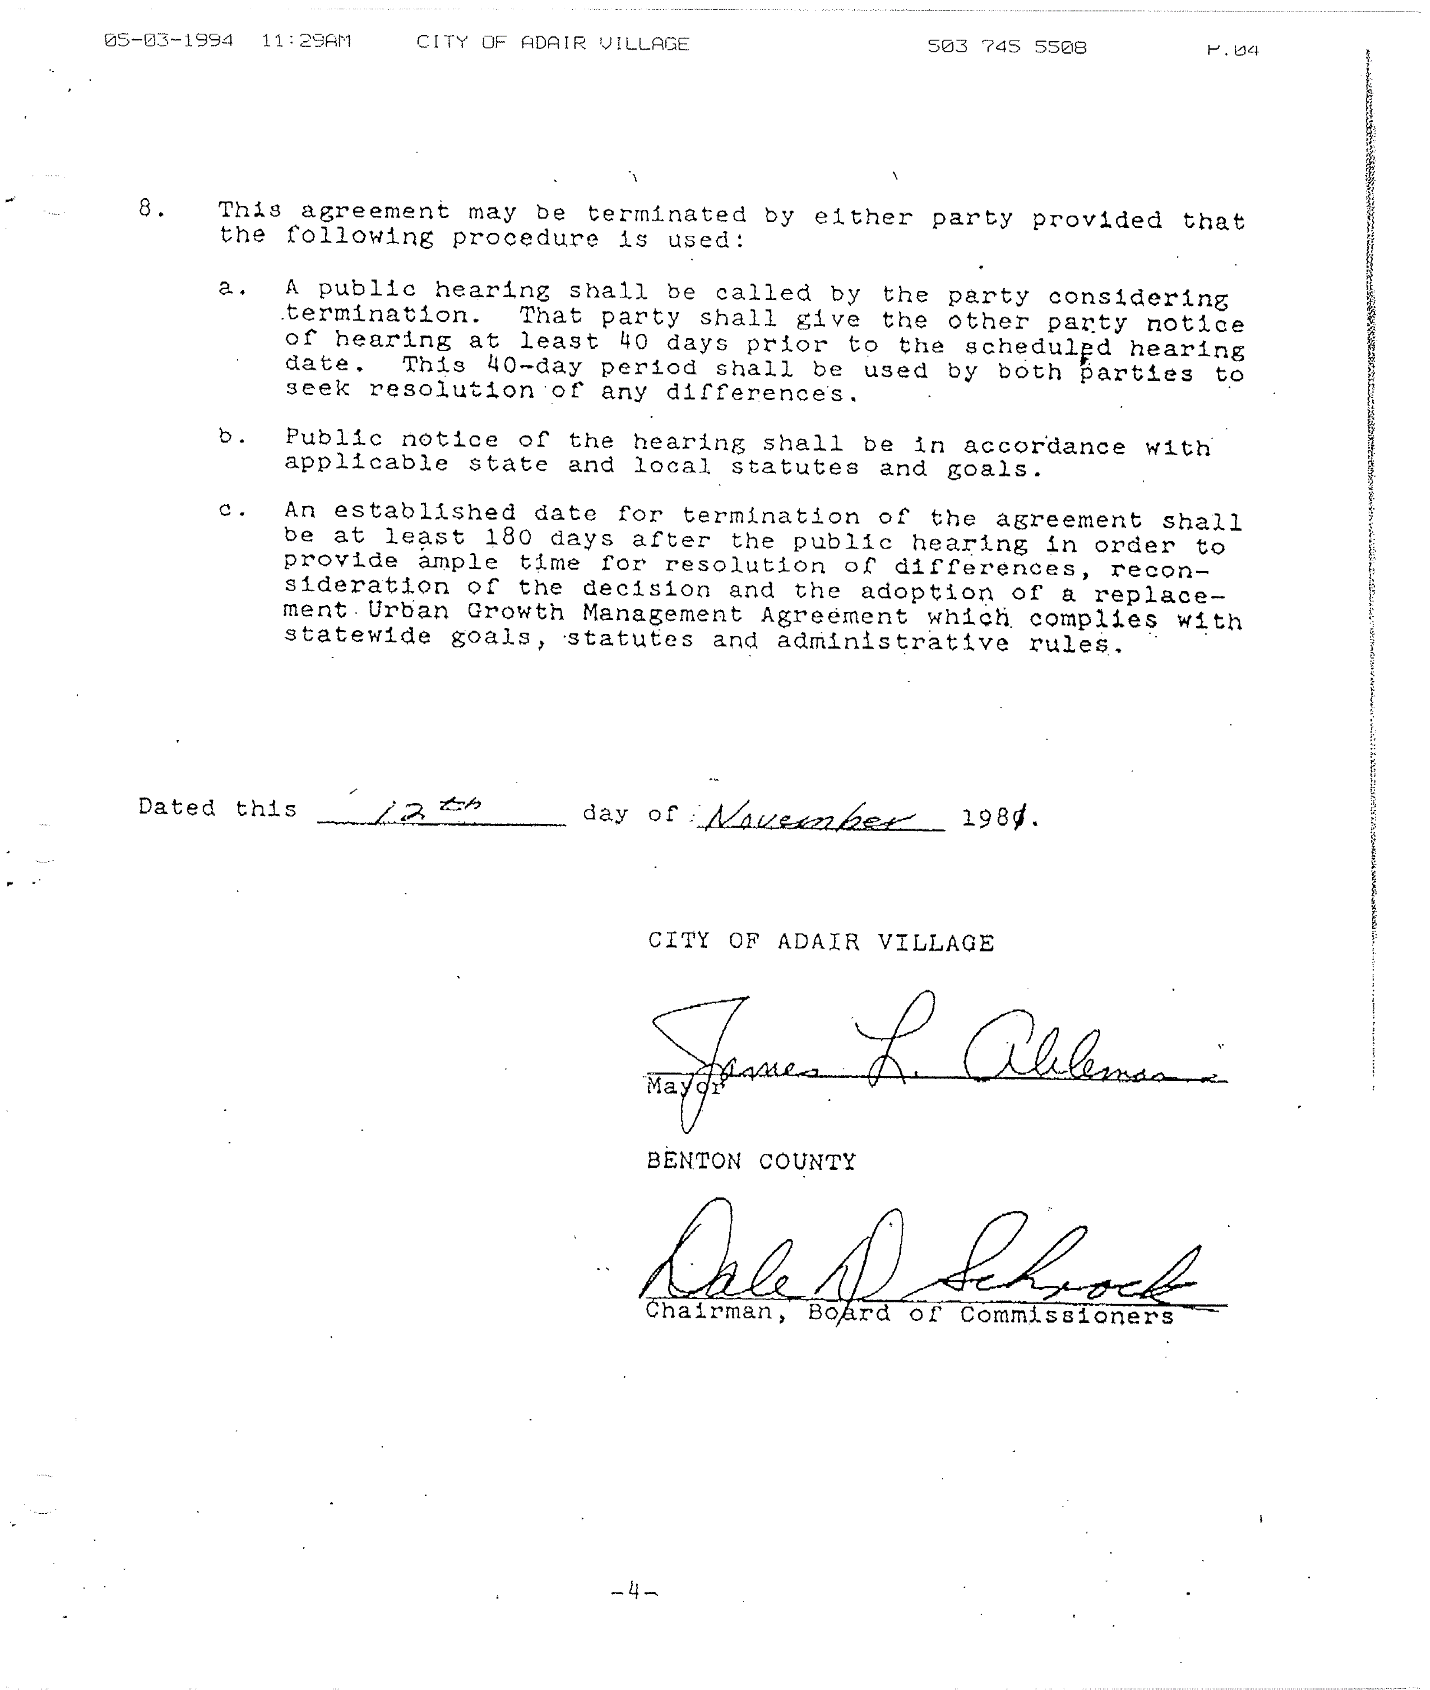 05-03-1994 11:29AM CITY OF ADAIR VILLAGE 503 745 5508 P.04
8. This agreement may be terminated by either party provided that
the following procedure is used:
a. A public hearing shall be called by the party considering
termination. That party shall give the other party notice
of hearing at least 40 days prior to the scheduled hearing
date. This 40-day period shall be used by both parties to
seek resolution of any differences.
b. Public notice of the hearing shall be in accordance with
applicable state and local statutes and goals.
c. An established date for termination of the agreement shall
be at least 180 days after the public hearing in order to
provide ample time for resolution of differences, recon-
sideration of the decision and the adoption of a replace-
ment Urban Growth Management Agreement which complies with
statewide goals, statutes and administrative rules.
Dated this 12th day of November 1981.
CITY OF ADAIR VILLAGE
James L.
Mayor
BENTON COUNTY
Dale D Schrock
Chairman, Board of Commissioners
-4-